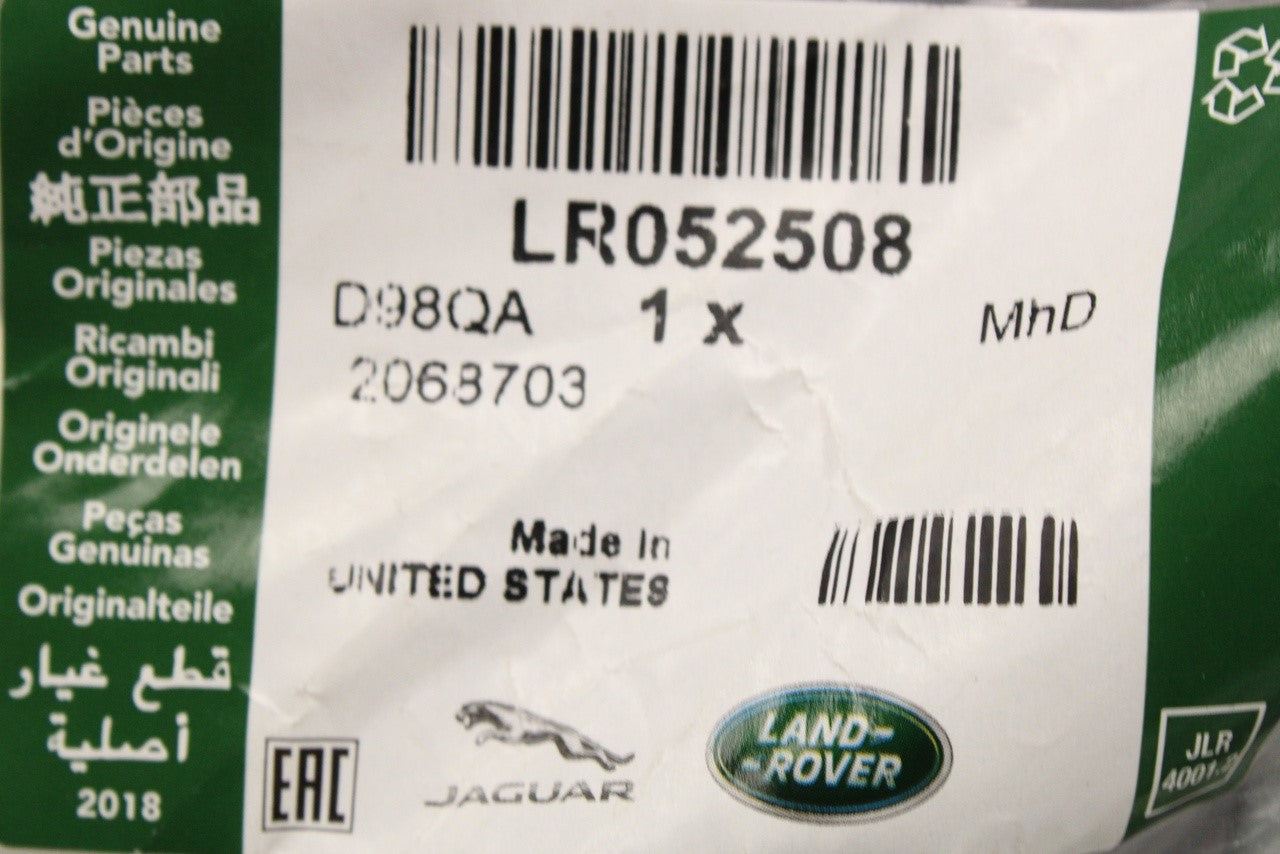 Genuine
Parts
Pièces
d'Origine
純正部品
Piezas
Originales
Ricambi
Originali
Originele
Onderdelen
Peças
Genuinas
Originalteile
قطع غيار
أصلية
2018
LR052508
D98QA 1 x MhD
2068703
Made In
UNITED STATES
EAC
JAGUAR
LAND-
-ROVER
JLR